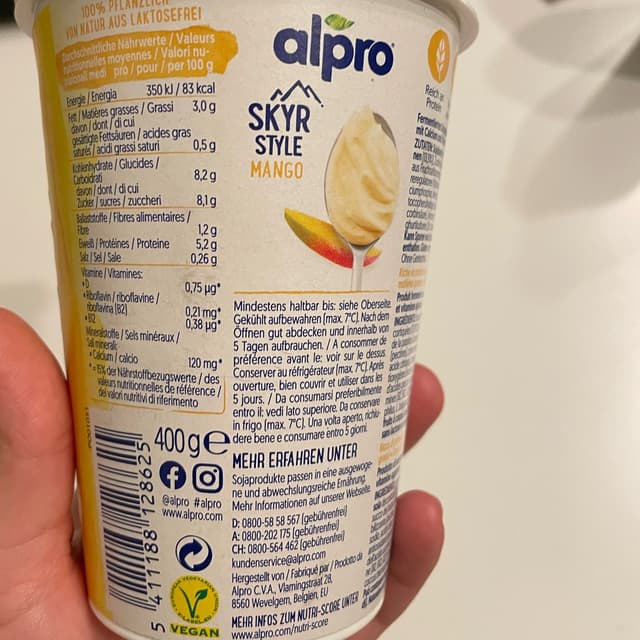 100% PFLANZLICH
VON NATUR AUS LAKTOSEFREI
Durchschnittliche Nährwerte / Valeurs
nutritionnelles moyennes / Valori nu-
medi pro / pour / per 100 g
Energie / Energia 350 kJ / 83 kcal
Fett / Matières grasses / Grassi 3,0 g
davon / dont / di cui
gesättigte Fettsäuren / acides gras
saturés / acidi grassi saturi 0,5 g
Kohlenhydrate / Glucides /
Carboidrati 8,2 g
davon / dont / di cui
Zucker / sucres / zuccheri 8,1 g
Ballaststoffe / Fibres alimentaires /
Fibre 1,2 g
Eiweiß / Protéines / Proteine 5,2 g
Salz / Sel / Sale 0,26 g
Vitamine / Vitamines:
• D 0,75 µg*
• Riboflavin / riboflavine /
riboflavina (B2) 0,21 mg*
• B12 0,38 µg*
Mineralstoffe / Sels minéraux /
Sali minerali:
• Calcium / calcio 120 mg*
* = 15% der Nährstoffbezugswerte / des
valeurs nutritionnelles de référence /
dei valori nutritivi di riferimento
400 g e
@alpro #alpro
www.alpro.com
5 411188 128625
EUROPEAN VEGETARIAN UNION
V-LABEL.EU
VEGAN
alpro
SKYR
STYLE
MANGO
Mindestens haltbar bis: siehe Oberseite.
Gekühlt aufbewahren (max. 7°C). Nach dem
Öffnen gut abdecken und innerhalb von
5 Tagen aufbrauchen. / A consommer de
préférence avant le: voir sur le dessus.
Conserver au réfrigérateur (max. 7°C). Après
ouverture, bien couvrir et utiliser dans les
5 jours. / Da consumarsi preferibilmente
entro il: vedi lato superiore. Da conservare
in frigo (max. 7°C). Una volta aperto, richiu-
dere bene e consumare entro 5 giorni.
MEHR ERFAHREN UNTER
Sojaprodukte passen in eine ausgewoge-
ne und abwechslungsreiche Ernährung.
Mehr Informationen auf unserer Webseite.
D: 0800-58 58 567 (gebührenfrei)
A: 0800-202 175 (gebührenfrei)
CH: 0800-564 462 (gebührenfrei)
kundenservice@alpro.com
Hergestellt von / Fabriqué par / Prodotto da
Alpro C.V.A., Vlamingstraat 28,
8560 Wevelgem, Belgien, EU
MEHR INFOS ZUM NUTRI-SCORE UNTER
www.alpro.com/nutri-score
Reich an
Protein